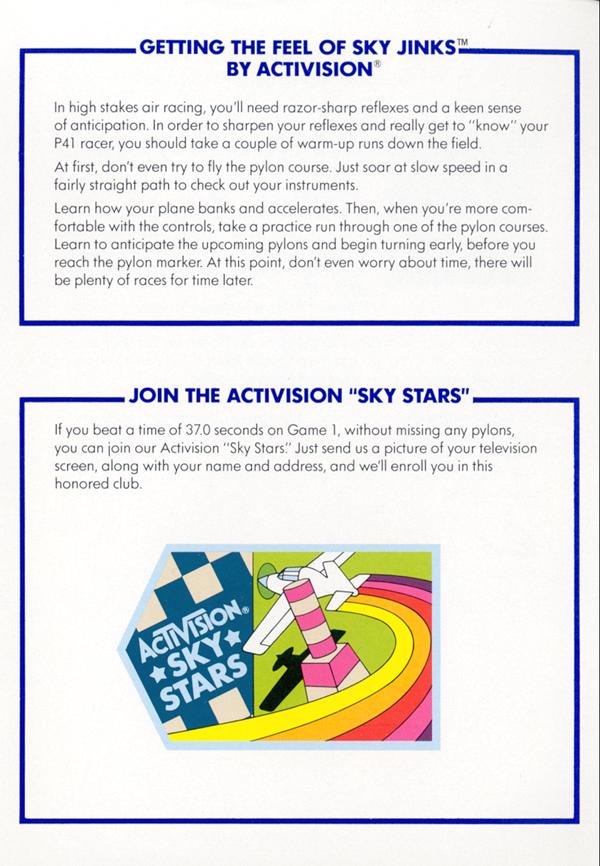 GETTING THE FEEL OF SKY JINKS™
BY ACTIVISION®
In high stakes air racing, you'll need razor-sharp reflexes and a keen sense
of anticipation. In order to sharpen your reflexes and really get to "know" your
P41 racer, you should take a couple of warm-up runs down the field.
At first, don't even try to fly the pylon course. Just soar at slow speed in a
fairly straight path to check out your instruments.
Learn how your plane banks and accelerates. Then, when you're more com-
fortable with the controls, take a practice run through one of the pylon courses.
Learn to anticipate the upcoming pylons and begin turning early, before you
reach the pylon marker. At this point, don't even worry about time, there will
be plenty of races for time later.
JOIN THE ACTIVISION "SKY STARS"
If you beat a time of 37.0 seconds on Game 1, without missing any pylons,
you can join our Activision "Sky Stars." Just send us a picture of your television
screen, along with your name and address, and we'll enroll you in this
honored club.
ACTIVISION®
SKY
STARS